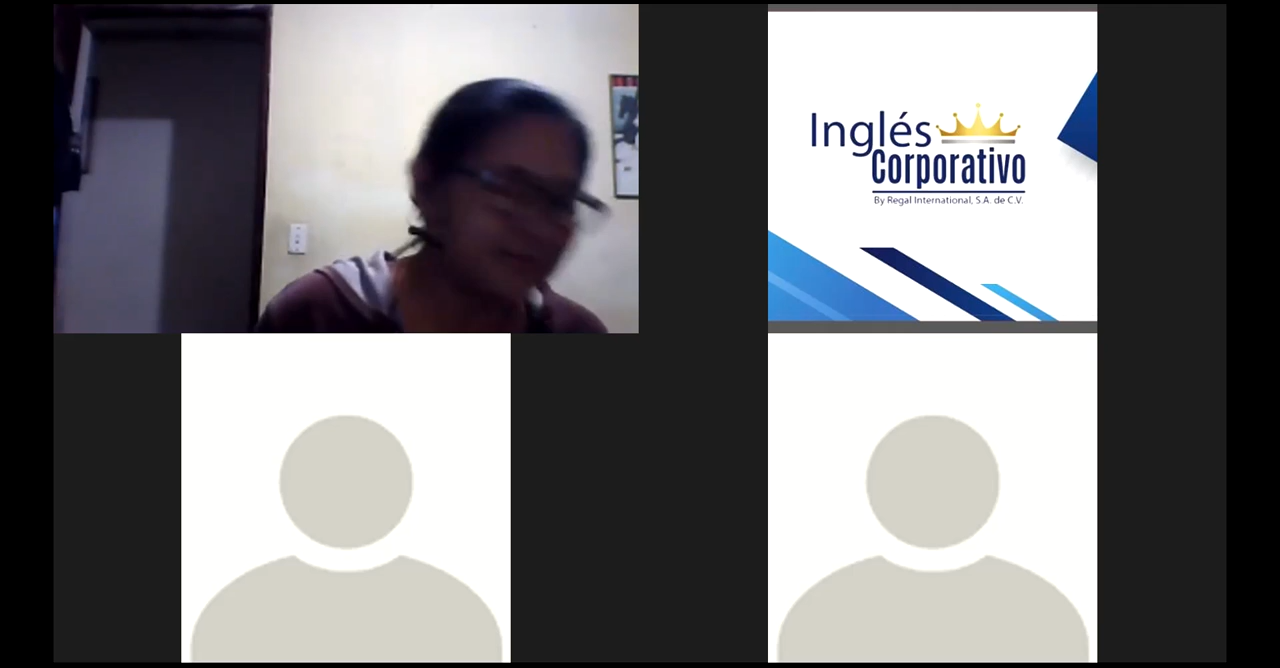 Inglés
Corporativo
By Regal International, S.A. de C.V.